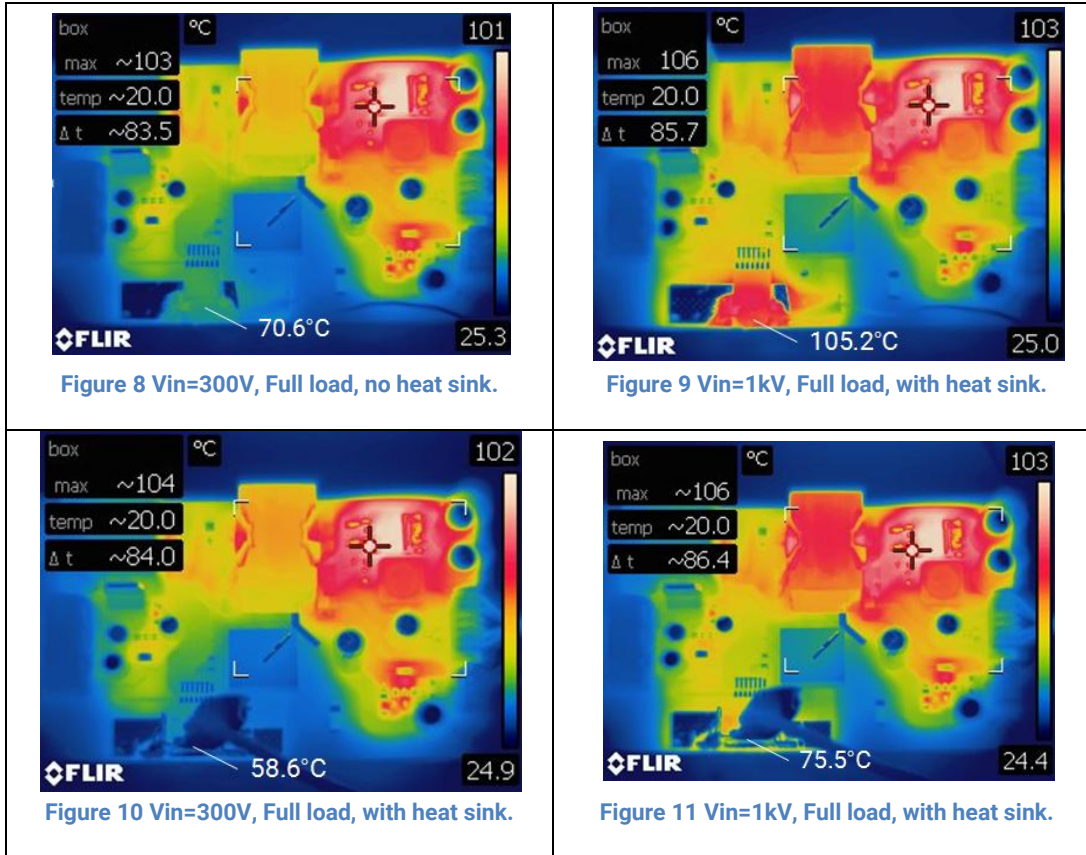 box
°C
101
max ~103
temp ~20.0
Δ t ~83.5
70.6°C
FLIR
25.3
Figure 8 Vin=300V, Full load, no heat sink.
box
°C
103
max 106
temp 20.0
Δ t 85.7
105.2°C
FLIR
25.0
Figure 9 Vin=1kV, Full load, with heat sink.
box
°C
102
max ~104
temp ~20.0
Δ t ~84.0
58.6°C
FLIR
24.9
Figure 10 Vin=300V, Full load, with heat sink.
box
°C
103
max ~106
temp ~20.0
Δ t ~86.4
75.5°C
FLIR
24.4
Figure 11 Vin=1kV, Full load, with heat sink.